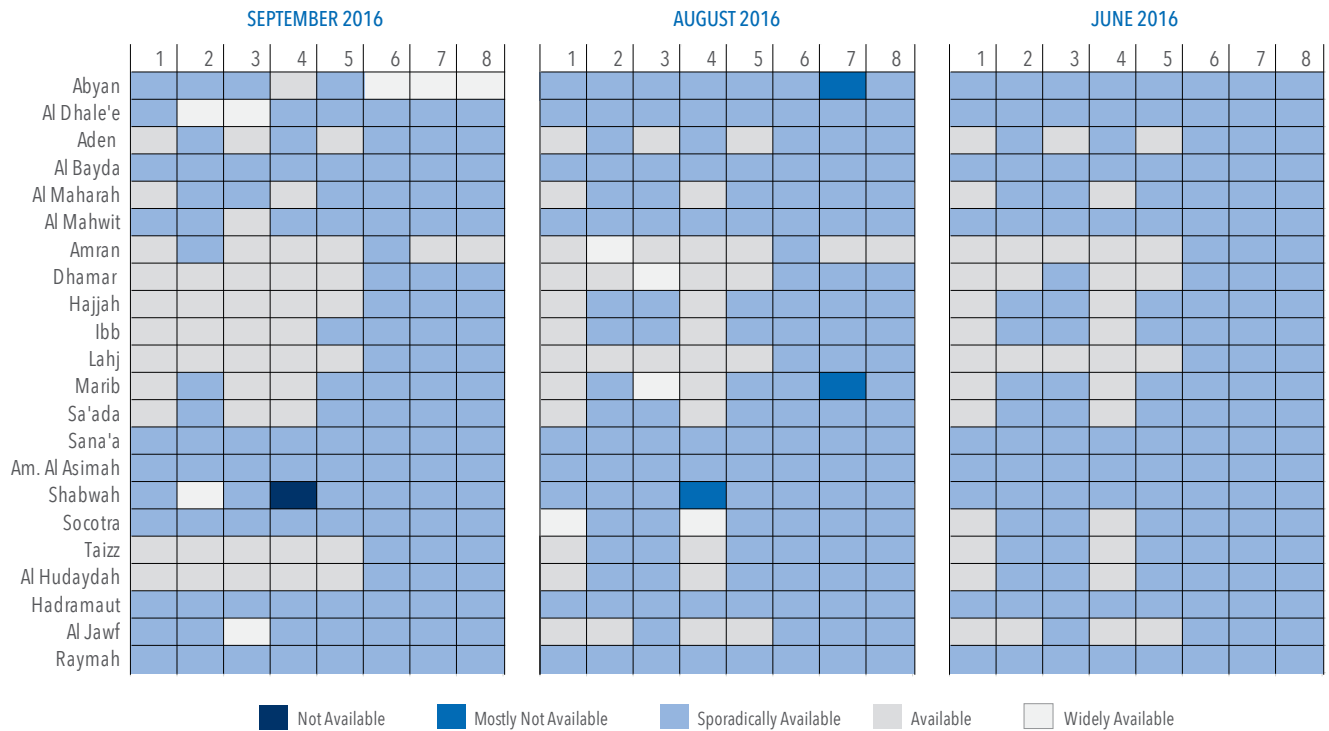 SEPTEMBER 2016 AUGUST 2016 JUNE 2016
1 2 3 4 5 6 7 8 1 2 3 4 5 6 7 8 1 2 3 4 5 6 7 8
Abyan
Al Dhale'e
Aden
Al Bayda
Al Maharah
Al Mahwit
Amran
Dhamar
Hajjah
Ibb
Lahj
Marib
Sa'ada
Sana'a
Am. Al Asimah
Shabwah
Socotra
Taizz
Al Hudaydah
Hadramaut
Al Jawf
Raymah
Not Available Mostly Not Available Sporadically Available Available Widely Available